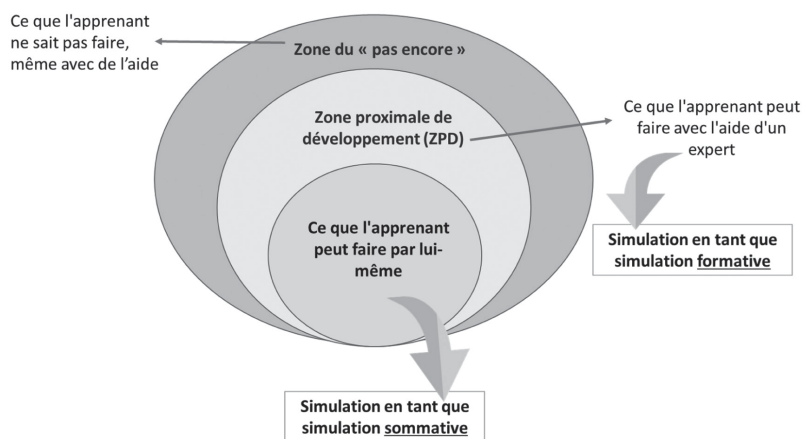 Ce que l'apprenant
ne sait pas faire,
même avec de l’aide
Zone du « pas encore »
Zone proximale de
développement (ZPD)
Ce que l'apprenant peut
faire avec l'aide d'un
expert
Ce que l'apprenant
peut faire par lui-
même
Simulation en tant que
simulation formative
Simulation en tant que
simulation sommative